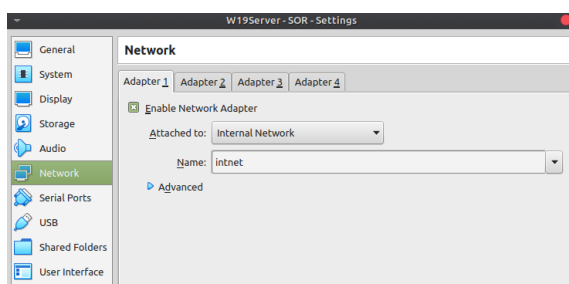 W19Server - SOR - Settings
General
System
Display
Storage
Audio
Network
Serial Ports
USB
Shared Folders
User Interface
Network
Adapter 1 Adapter 2 Adapter 3 Adapter 4
Enable Network Adapter
Attached to: Internal Network
Name: intnet
Advanced